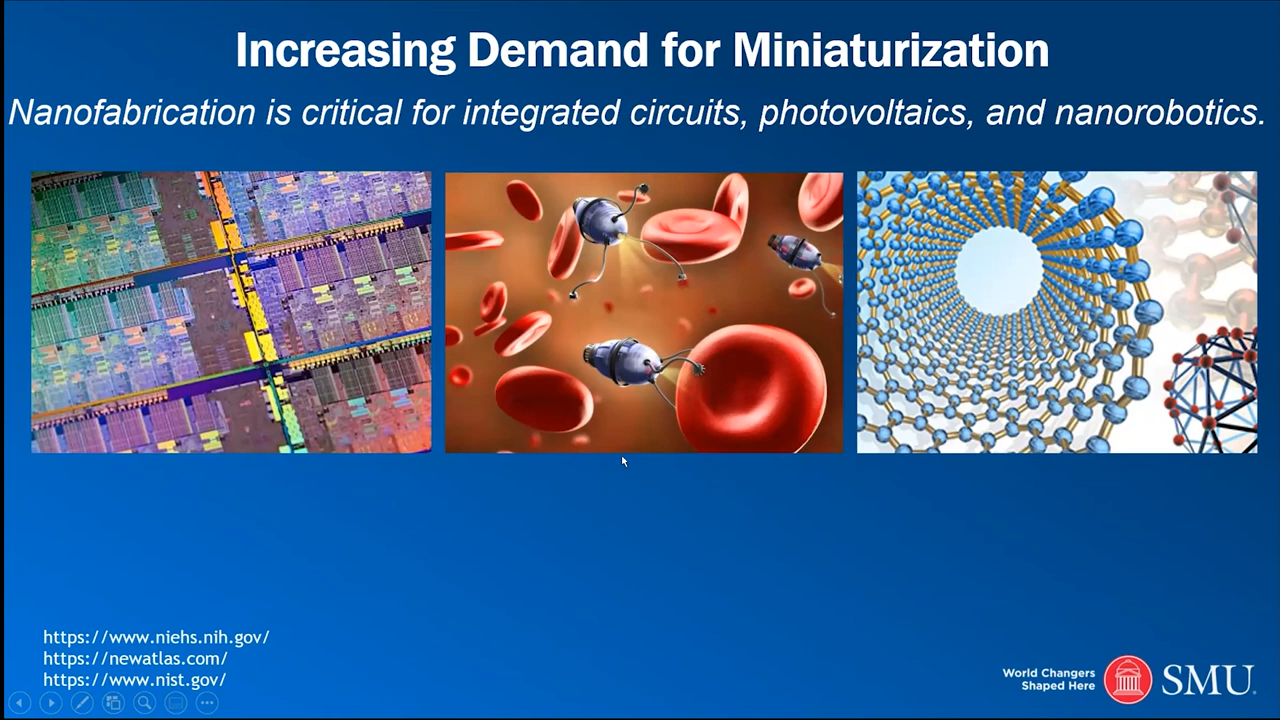 Increasing Demand for Miniaturization
Nanofabrication is critical for integrated circuits, photovoltaics, and nanorobotics.
https://www.niehs.nih.gov/
https://newatlas.com/
https://www.nist.gov/
World Changers
Shaped Here
SMU.